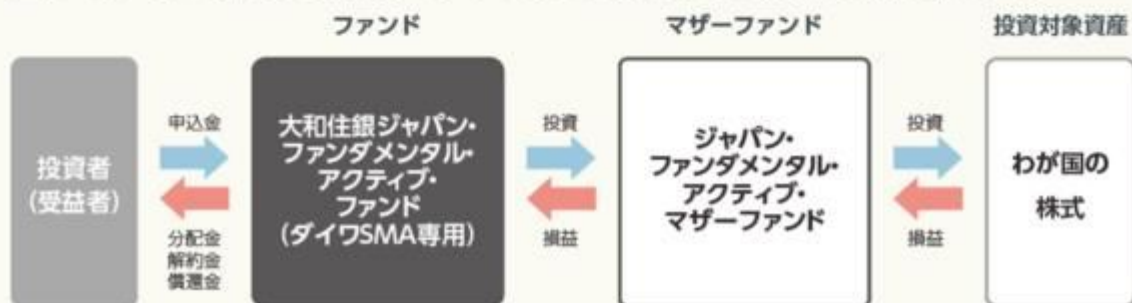 ファンド
マザーファンド
投資対象資産
投資者
(受益者)
申込金
分配金
解約金
償還金
大和住銀ジャパン・
ファンダメンタル・
アクティブ・
ファンド
(ダイワSMA専用)
投資
損益
ジャパン・
ファンダメンタル・
アクティブ・
マザーファンド
投資
損益
わが国の
株式